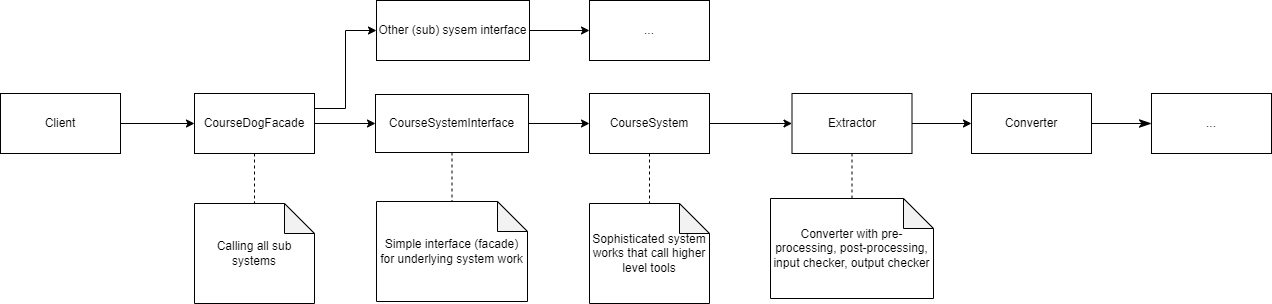 Other (sub) sysem interface
...
Client
CourseDogFacade
CourseSystemInterface
CourseSystem
Extractor
Converter
...
Calling all sub
systems
Simple interface (facade)
for underlying system work
Sophisticated system
works that call higher
level tools
Converter with pre-
processing, post-processing,
input checker, output checker